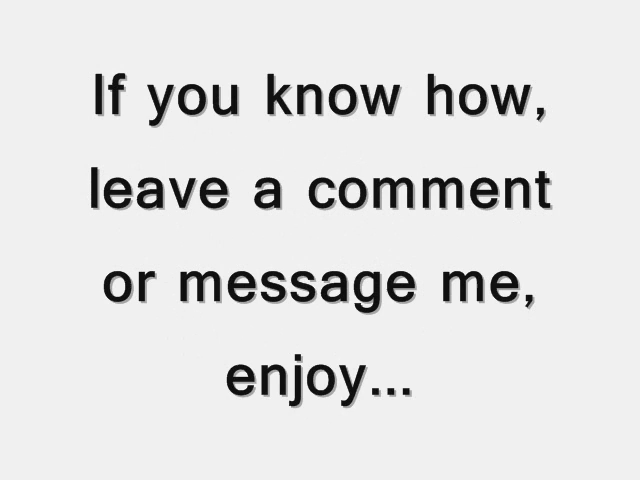 If you know how,
leave a comment
or message me,
enjoy...